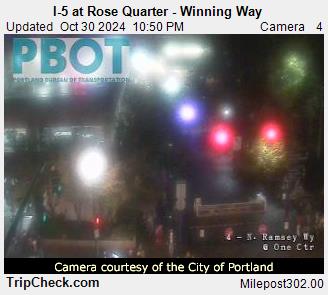 I-5 at Rose Quarter - Winning Way
Updated Oct 30 2024 10:50 PM Camera 4
PBOT
PORTLAND BUREAU OF TRANSPORTATION
4 - N. Ramsey Wy
@ One Ctr
Camera courtesy of the City of Portland
TripCheck.com Milepost302.00